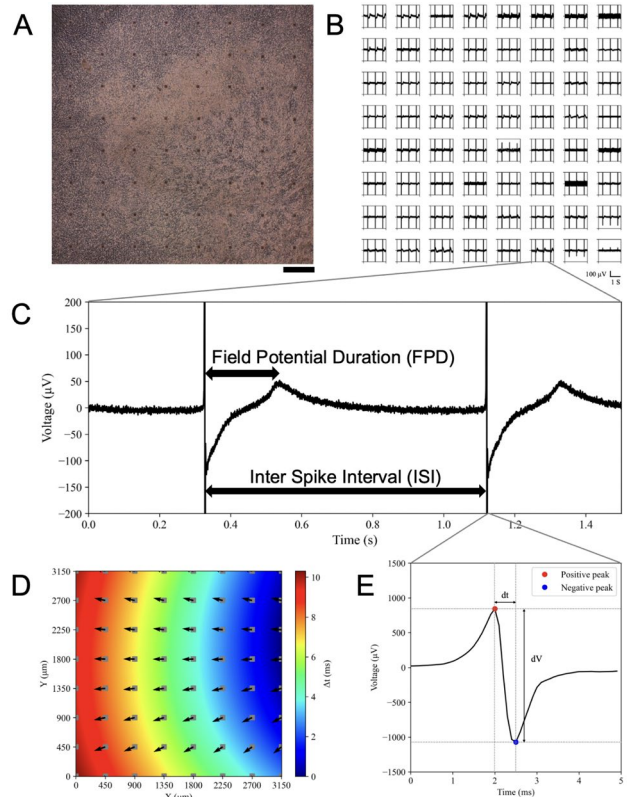 A
B
100 μV
1 S
C
200
150
100
50
0
−50
−100
−150
−200
Voltage (μV)
Field Potential Duration (FPD)
Inter Spike Interval (ISI)
0.0 0.2 0.4 0.6 0.8 1.0 1.2 1.4
Time (s)
D
3150
2700
2250
1800
1350
900
450
0
Y (μm)
0 450 900 1350 1800 2250 2700 3150
X (μm)
10
8
6
4
2
0
Δt (ms)
E
1500
1000
500
0
−500
−1000
−1500
Voltage (μV)
Positive peak
Negative peak
dt
dV
0 1 2 3 4 5
Time (ms)